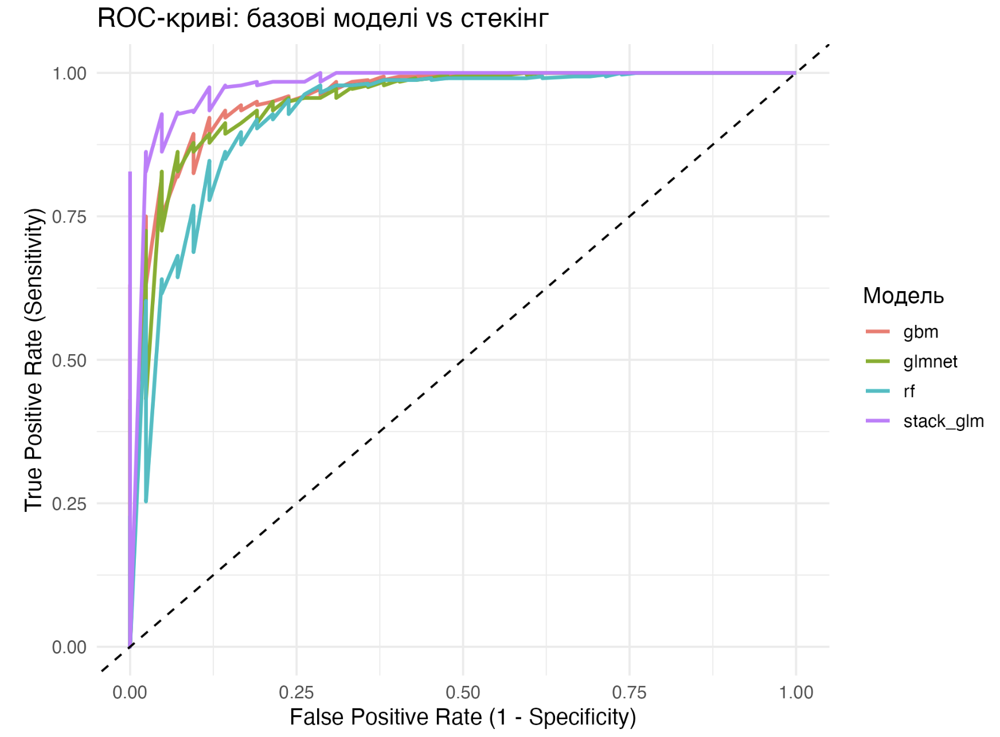 ROC-криві: базові моделі vs стекінг
True Positive Rate (Sensitivity)
1.00
0.75
0.50
0.25
0.00
0.00 0.25 0.50 0.75 1.00
False Positive Rate (1 - Specificity)
Модель
gbm
glmnet
rf
stack_glm